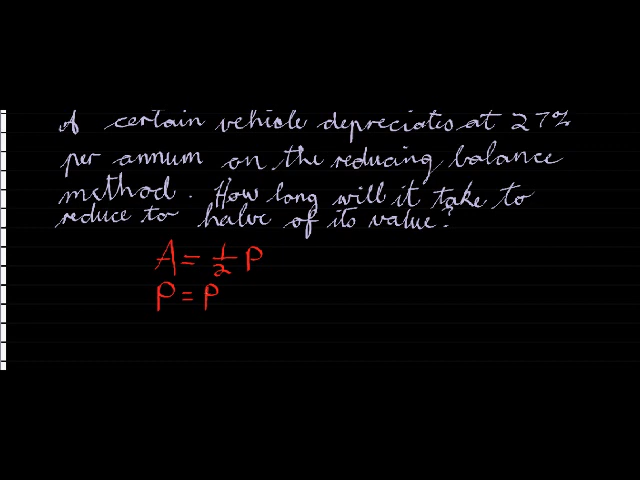 A certain vehicle depreciates at 27%
per annum on the reducing balance
method. How long will it take to
reduce to halve of its value?
A = 1/2 P
P = P